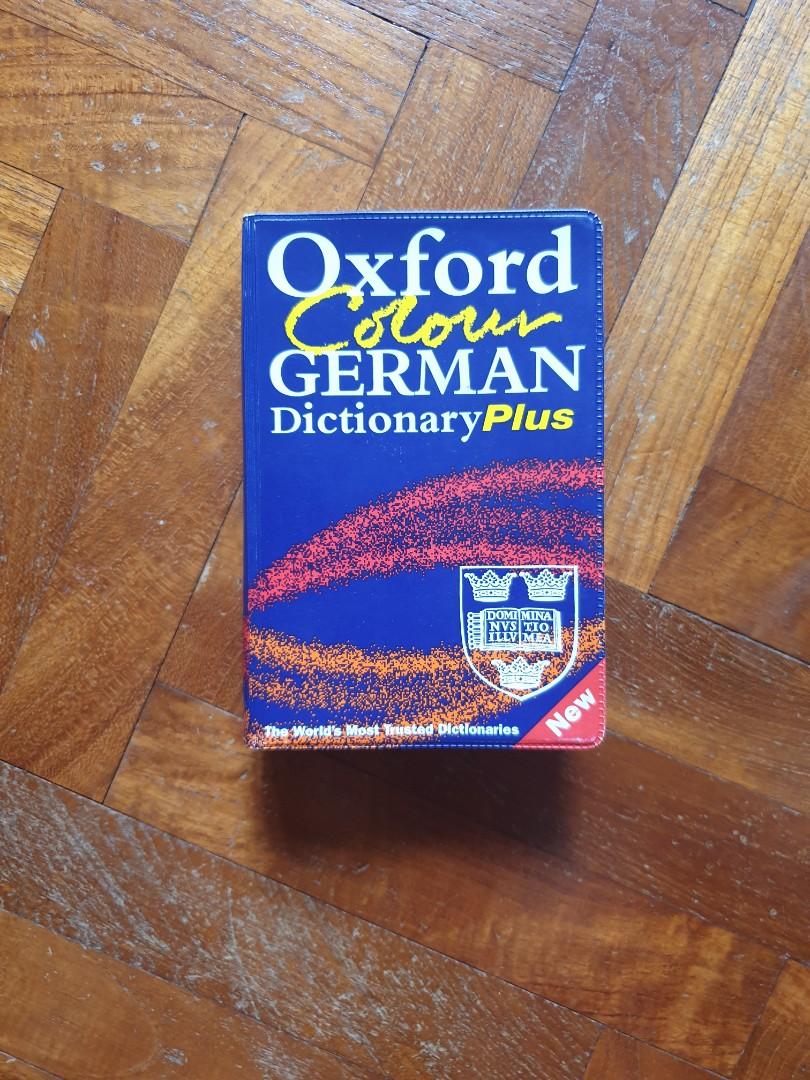 Oxford
Colour
GERMAN
DictionaryPlus
DOMI MINA
NVS TIO
ILLV MEA
New
The World's Most Trusted Dictionaries